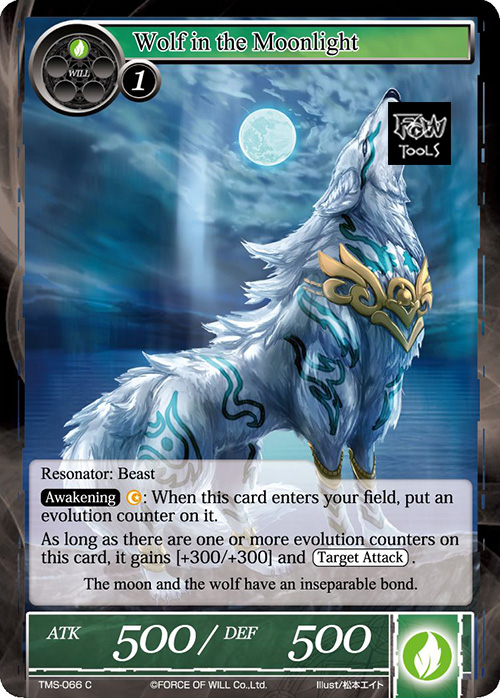 Wolf in the Moonlight
WILL
1
FOW
TOOLS
Resonator: Beast
Awakening : When this card enters your field, put an
evolution counter on it.
As long as there are one or more evolution counters on
this card, it gains [+300/+300] and Target Attack.
The moon and the wolf have an inseparable bond.
ATK 500/ DEF 500
TMS-066 C ©FORCE OF WILL Co.,Ltd. Illust/松本エイト